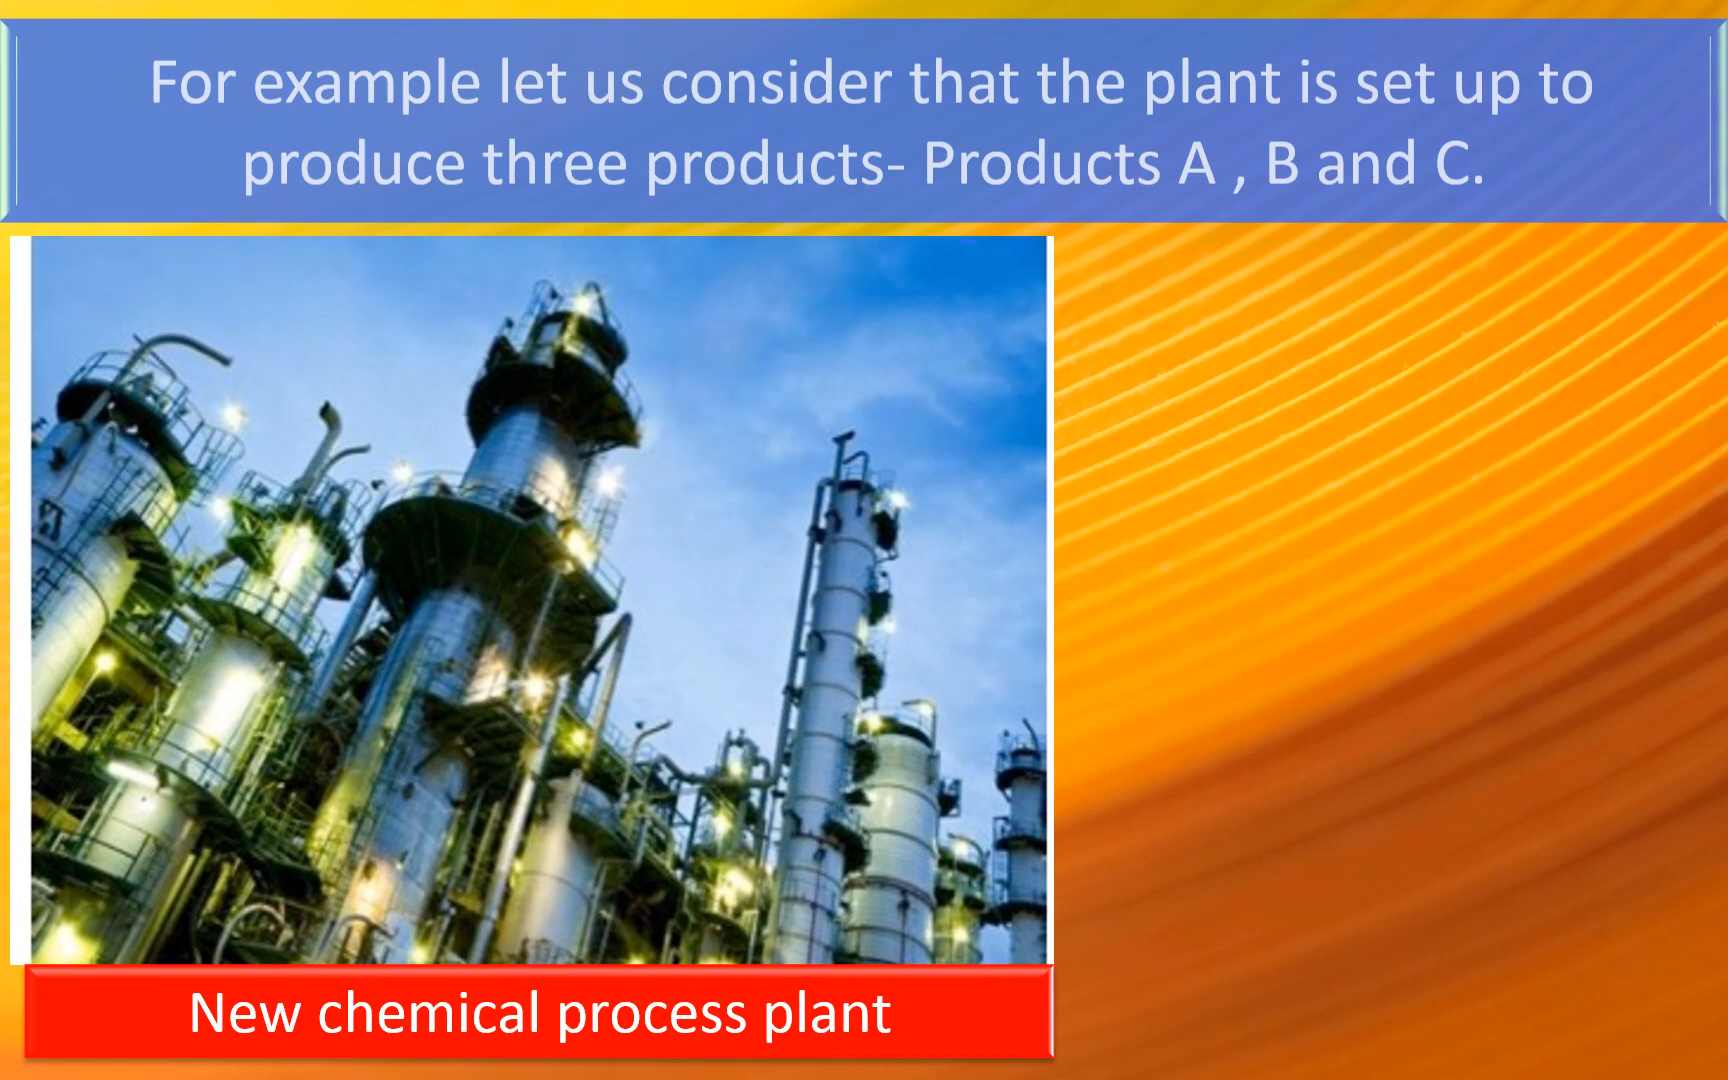 For example let us consider that the plant is set up to
produce three products- Products A , B and C.
New chemical process plant